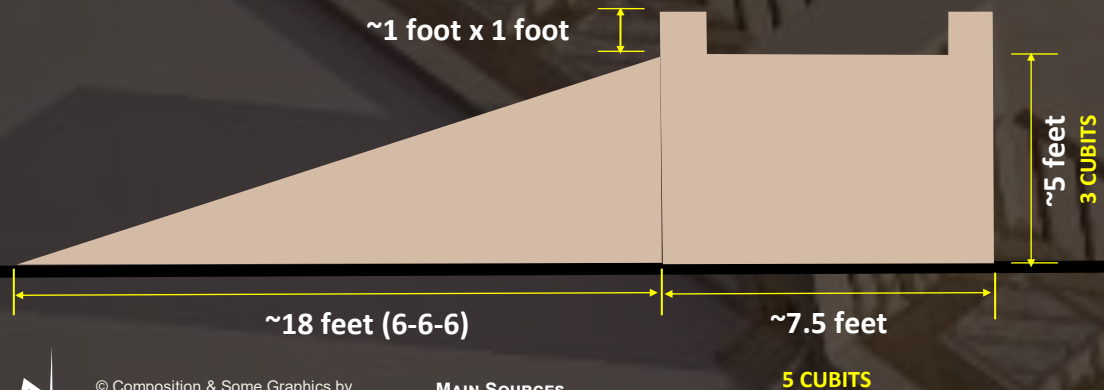 ~1 foot x 1 foot
~5 feet
3 CUBITS
~18 feet (6-6-6)
~7.5 feet
5 CUBITS
© Composition & Some Graphics by
MAIN SOURCES